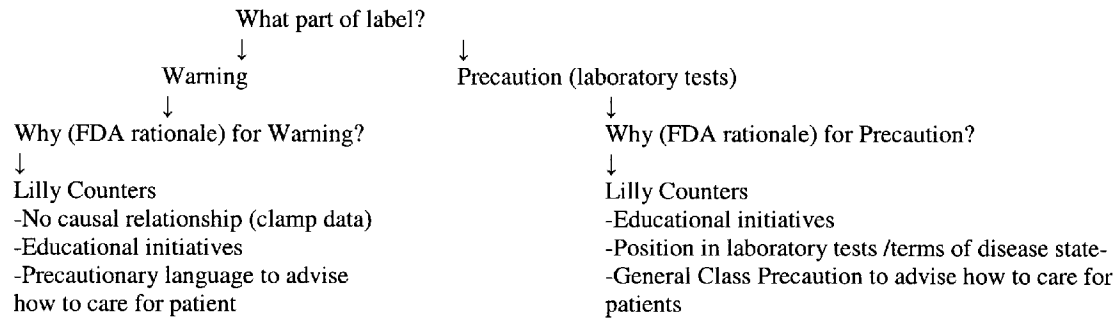 What part of label?
↓ ↓
Warning Precaution (laboratory tests)
↓ ↓
Why (FDA rationale) for Warning? Why (FDA rationale) for Precaution?
↓ ↓
Lilly Counters Lilly Counters
-No causal relationship (clamp data) -Educational initiatives
-Educational initiatives -Position in laboratory tests /terms of disease state-
-Precautionary language to advise -General Class Precaution to advise how to care for
how to care for patient patients